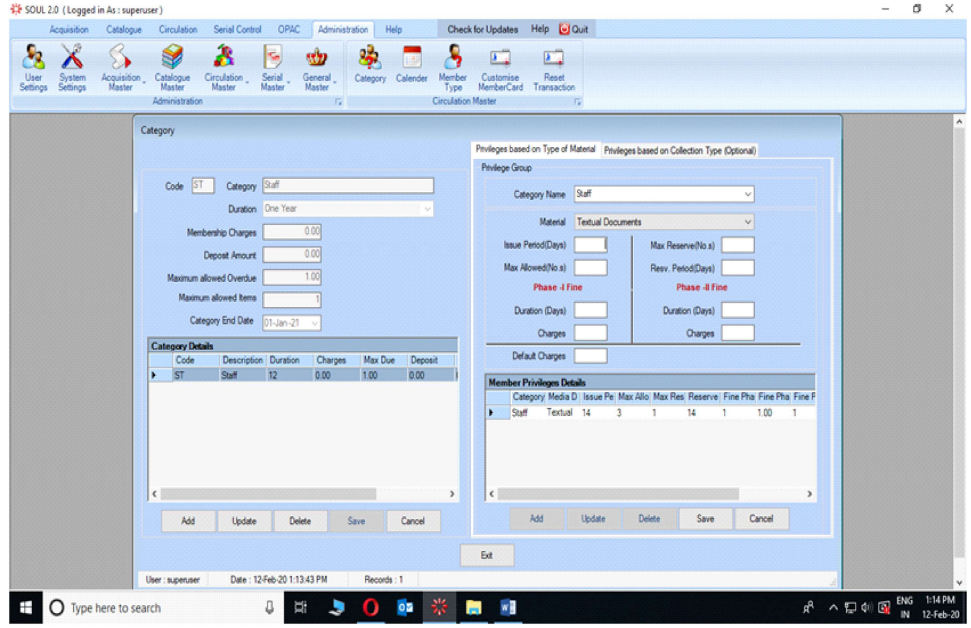 SOUL 2.0 ( Logged in As : superuser )
Acquisition Catalogue Circulation Serial Control OPAC Administration Help Check for Updates Help Quit
User Settings System Settings Acquisition Master Catalogue Master Circulation Master Serial Master General Master Category Calender Member Type Customise MemberCard Reset Transaction
Administration Circulation Master
Category
Privileges based on Type of Material Privileges based on Collection Type (Optional)
Privilege Group
Code ST Category Staff
Category Name Staff
Duration One Year
Material Textual Documents
Membership Charges 0.00
Issue Period(Days) Max Reserve(No.s)
Deposit Amount 0.00
Max Allowed(No.s) Resv. Period(Days)
Maximum allowed Overdue 1.00
Phase -I Fine Phase -II Fine
Maximum allowed Items 1
Duration (Days) Duration (Days)
Category End Date 01-Jan-21
Charges Charges
Category Details
Default Charges
Code Description Duration Charges Max Due Deposit
ST Staff 12 0.00 1.00 0.00
Member Privileges Details
Category Media D Issue Pe Max Allo Max Res Reserve Fine Pha Fine Pha Fine P
Staff Textual 14 3 1 14 1 1.00 1
Add Update Delete Save Cancel
Add Update Delete Save Cancel
Exit
User : superuser Date : 12-Feb-20 1:13:43 PM Records : 1
Type here to search
ENG 1:14 PM
IN 12-Feb-20